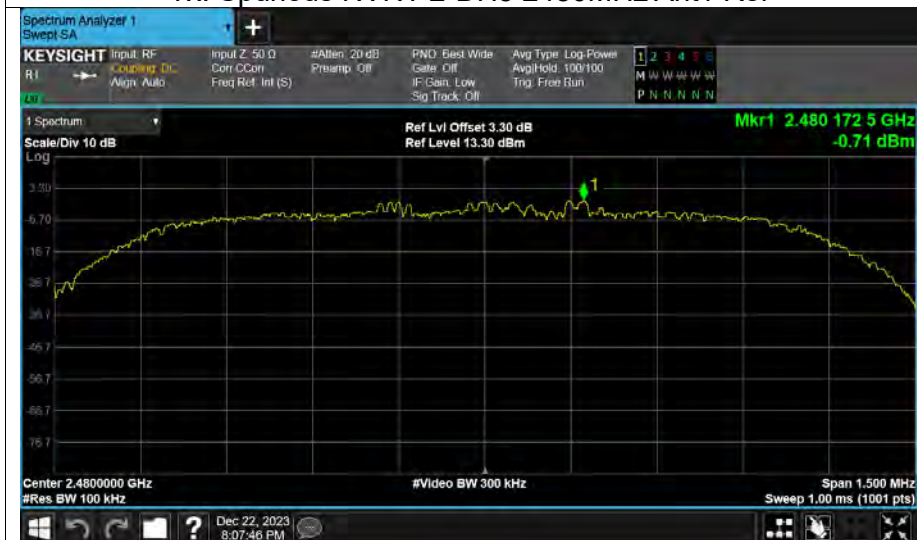 Spectrum Analyzer 1
Swept SA
+
KEYSIGHT Input: RF
Coupling: DC
Align: Auto
Input Z: 50 Ω
Corr CCorr
Freq Ref: Int (S)
#Atten: 20 dB
Preamp: Off
PNO: Best Wide
Gate: Off
IF Gain: Low
Sig Track: Off
Avg Type: Log-Power
Avg|Hold: 100/100
Trig: Free Run
1 2 3 4 5 6
M W W W W W
P N N N N N
1 Spectrum
Scale/Div 10 dB
Ref Lvl Offset 3.30 dB
Ref Level 13.30 dBm
Mkr1 2.480 172 5 GHz
-0.71 dBm
Log
1
3.30
-6.70
-16.7
-26.7
-36.7
-46.7
-56.7
-66.7
-76.7
Center 2.4800000 GHz
#Res BW 100 kHz
#Video BW 300 kHz
Span 1.500 MHz
Sweep 1.00 ms (1001 pts)
?
Dec 22, 2023
8:07:46 PM